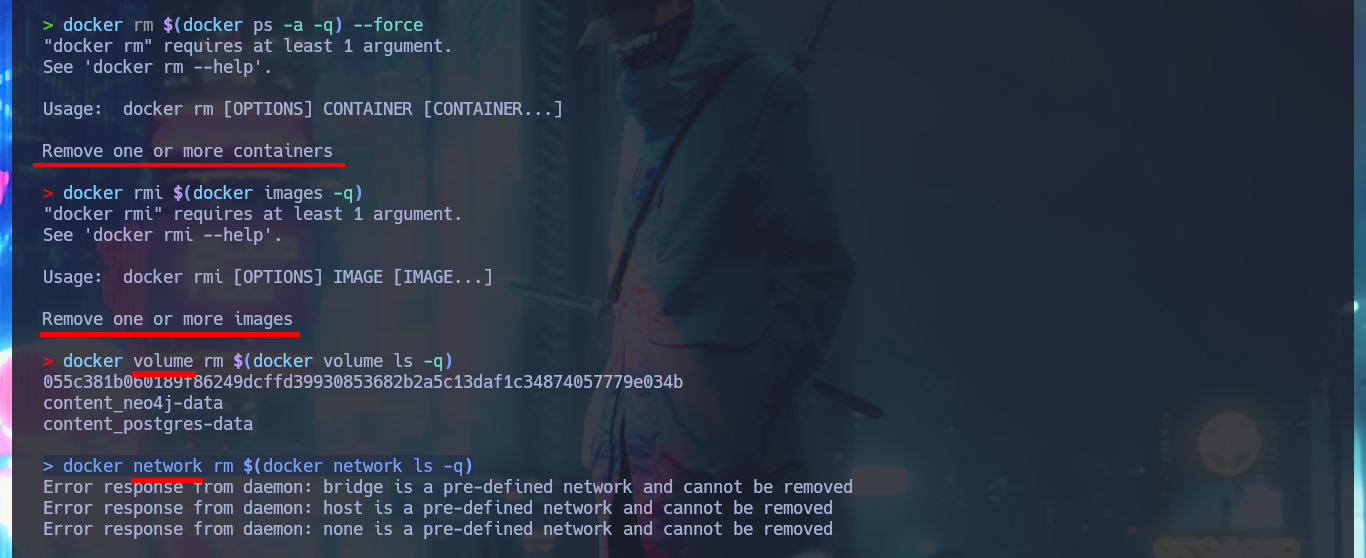 > docker rm $(docker ps -a -q) --force
"docker rm" requires at least 1 argument.
See 'docker rm --help'.
Usage:  docker rm [OPTIONS] CONTAINER [CONTAINER...]
Remove one or more containers
> docker rmi $(docker images -q)
"docker rmi" requires at least 1 argument.
See 'docker rmi --help'.
Usage:  docker rmi [OPTIONS] IMAGE [IMAGE...]
Remove one or more images
> docker volume rm $(docker volume ls -q)
055c381b060189f86249dcffd39930853682b2a5c13daf1c34874057779e034b
content_neo4j-data
content_postgres-data
> docker network rm $(docker network ls -q)
Error response from daemon: bridge is a pre-defined network and cannot be removed
Error response from daemon: host is a pre-defined network and cannot be removed
Error response from daemon: none is a pre-defined network and cannot be removed